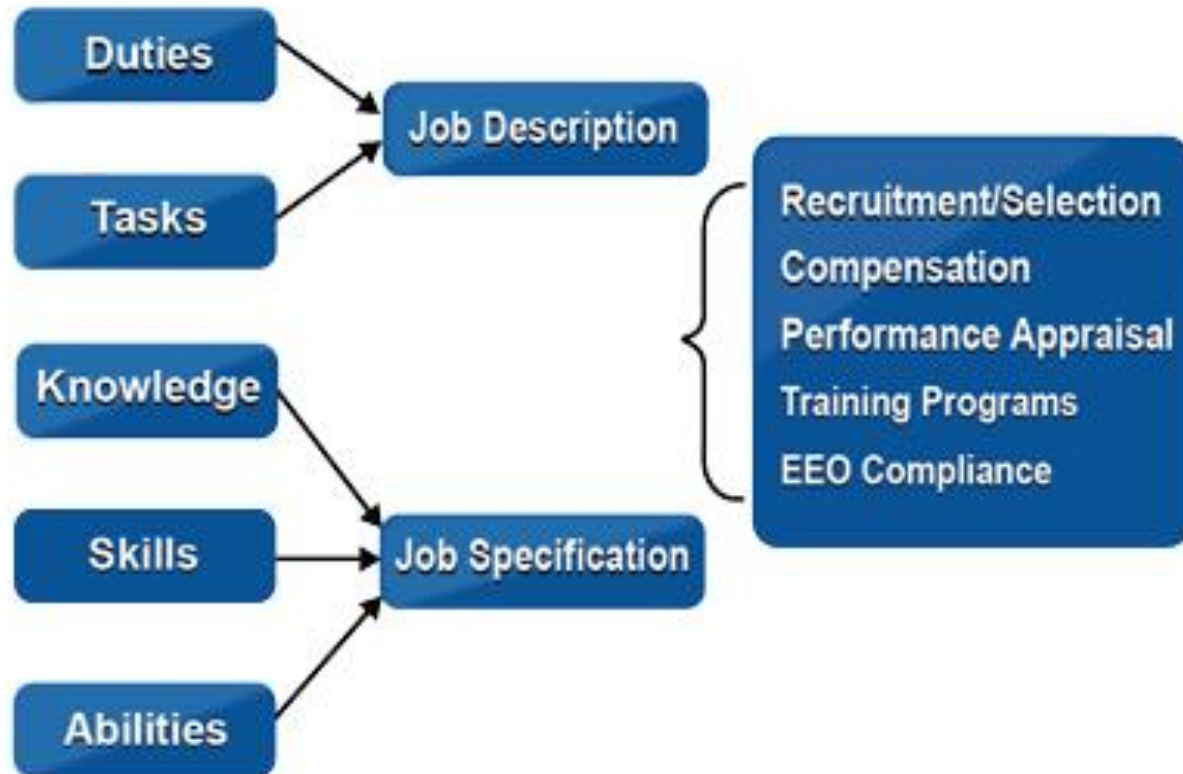 Duties
Tasks
Knowledge
Skills
Abilities
Job Description
Job Specification
Recruitment/Selection
Compensation
Performance Appraisal
Training Programs
EEO Compliance